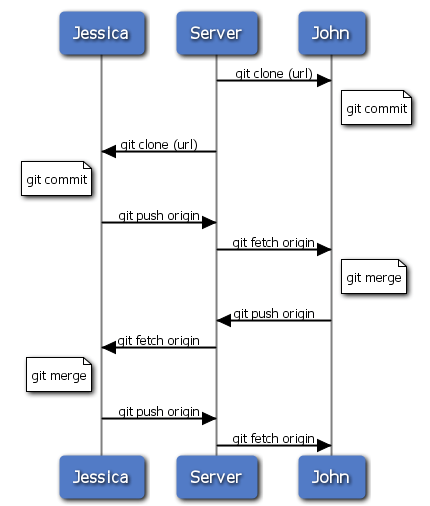 Jessica Server John
git clone (url)
git commit
git clone (url)
git commit
git push origin
git fetch origin
git merge
git push origin
git fetch origin
git merge
git push origin
git fetch origin
Jessica Server John